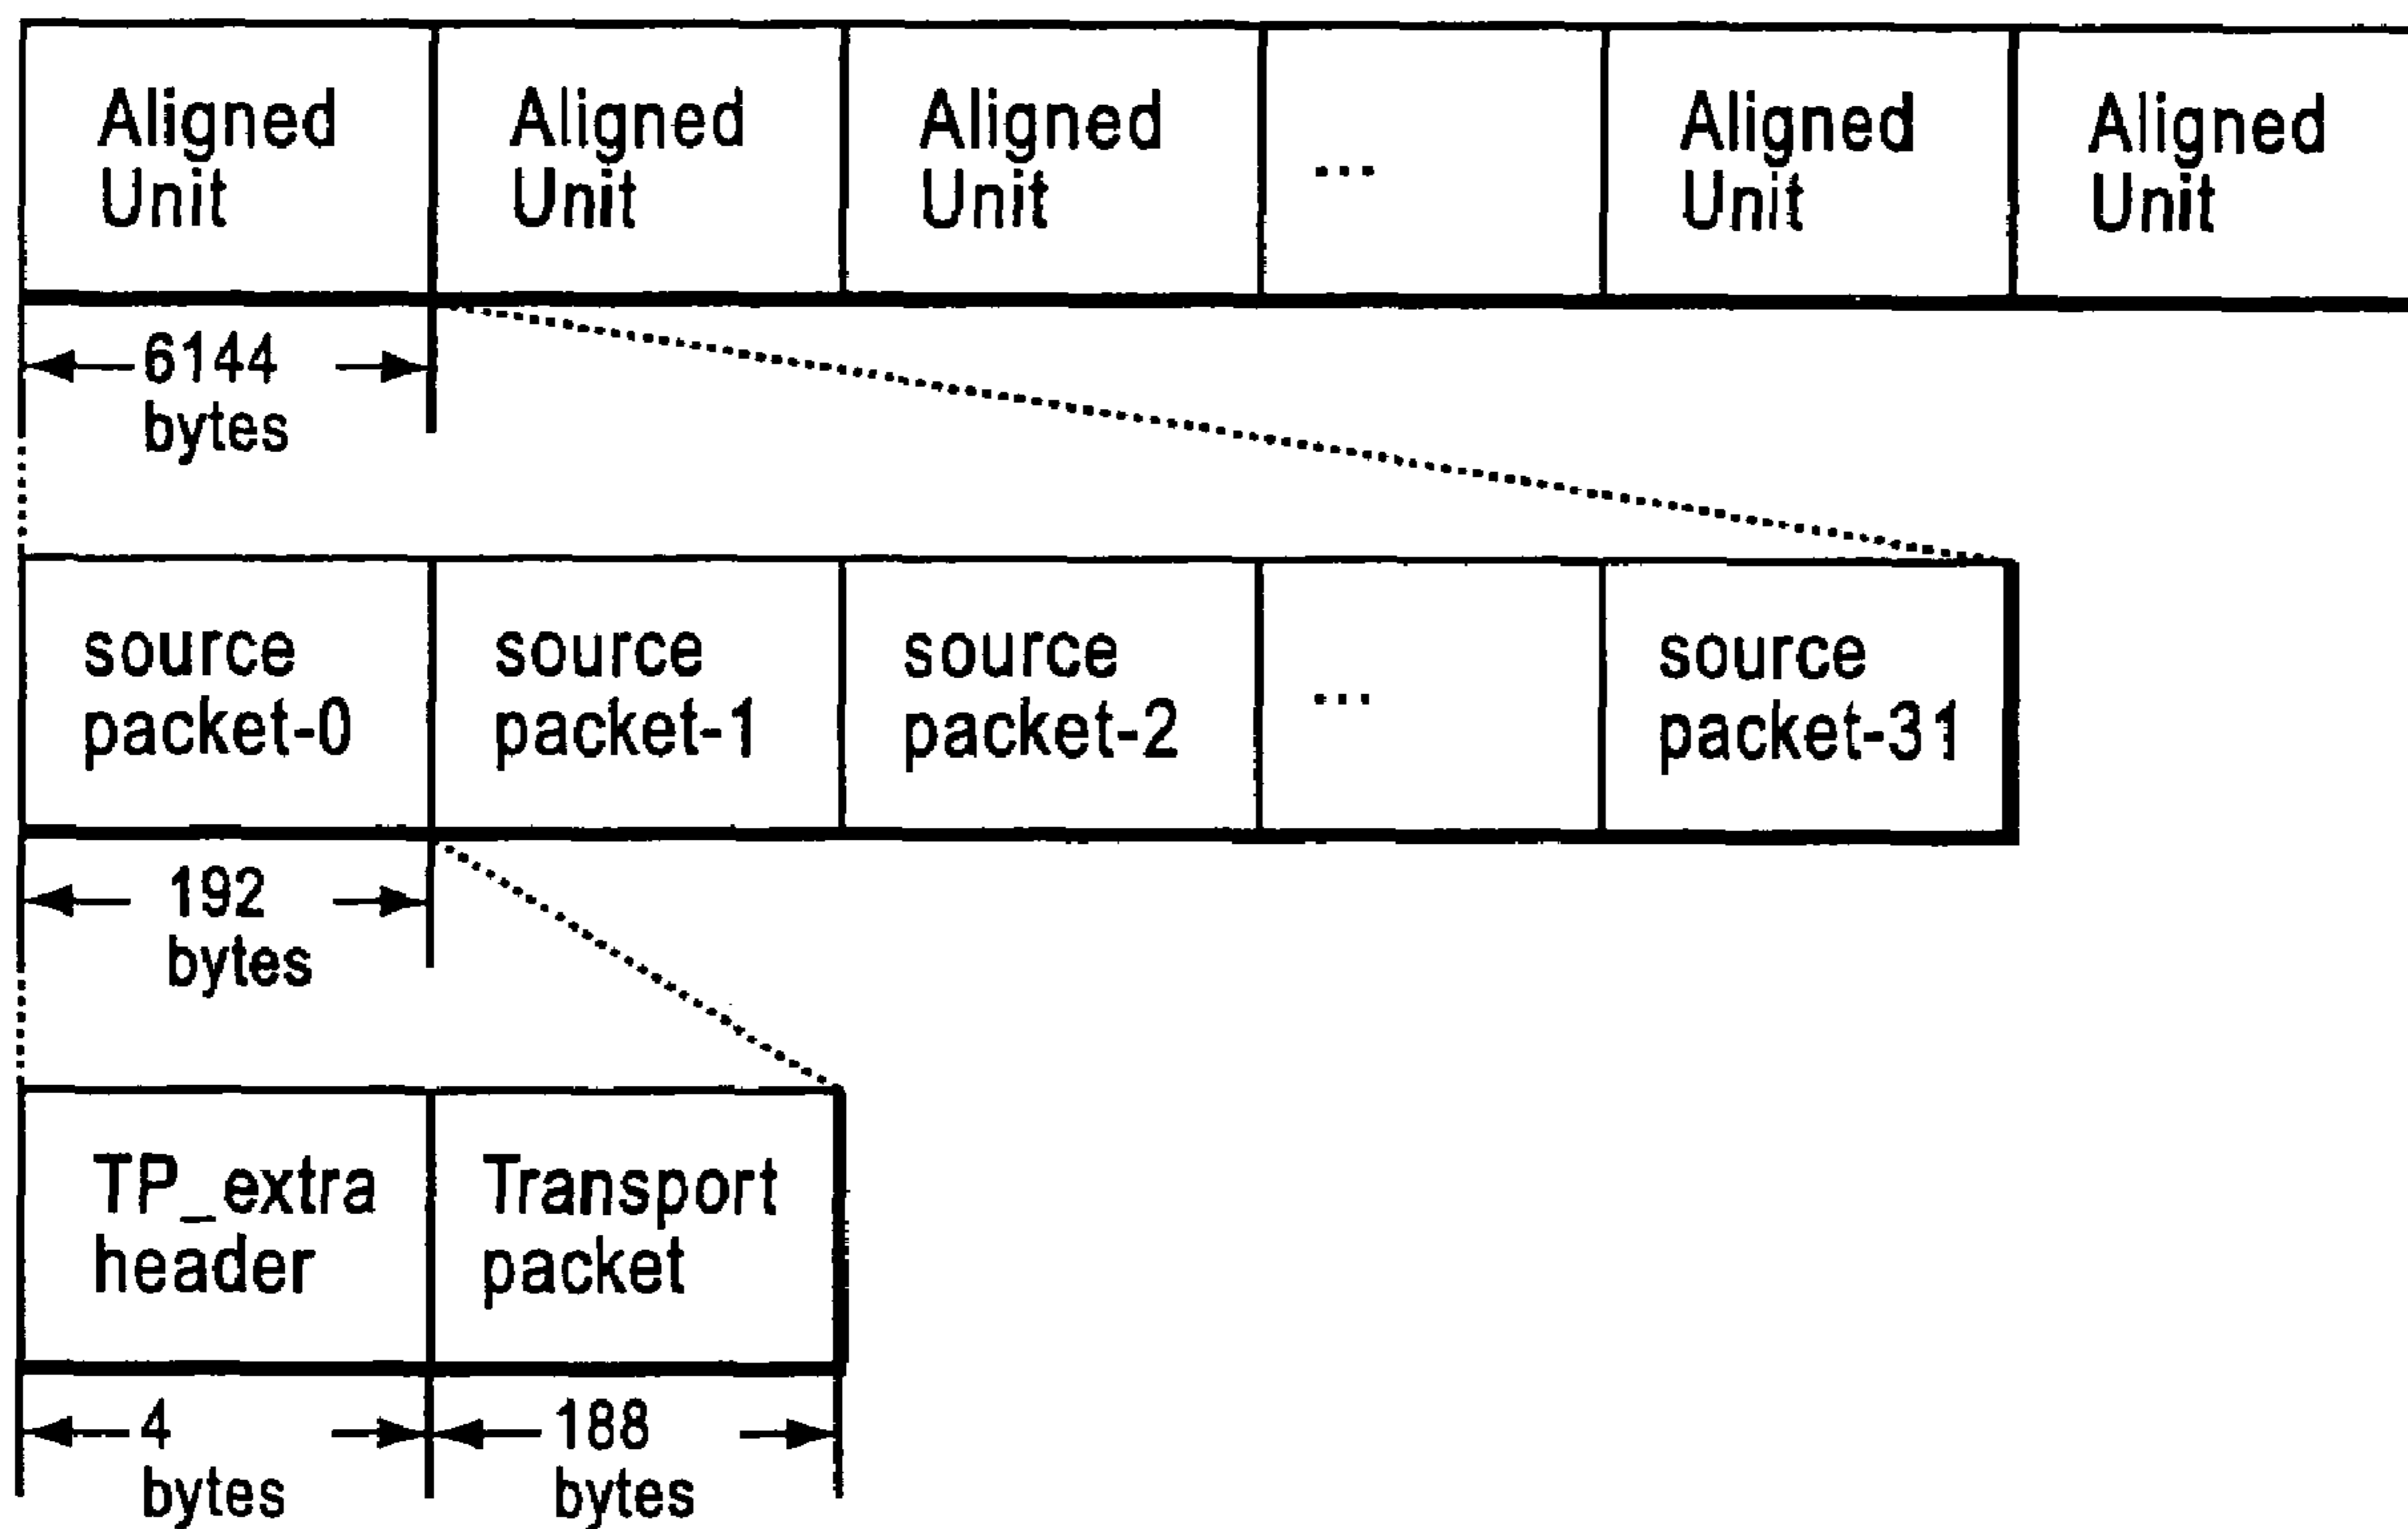 Aligned Unit
Aligned Unit
Aligned Unit
...
Aligned Unit
Aligned Unit
6144 bytes
source packet-0
source packet-1
source packet-2
...
source packet-31
192 bytes
TP_extra header
Transport packet
4 bytes
188 bytes